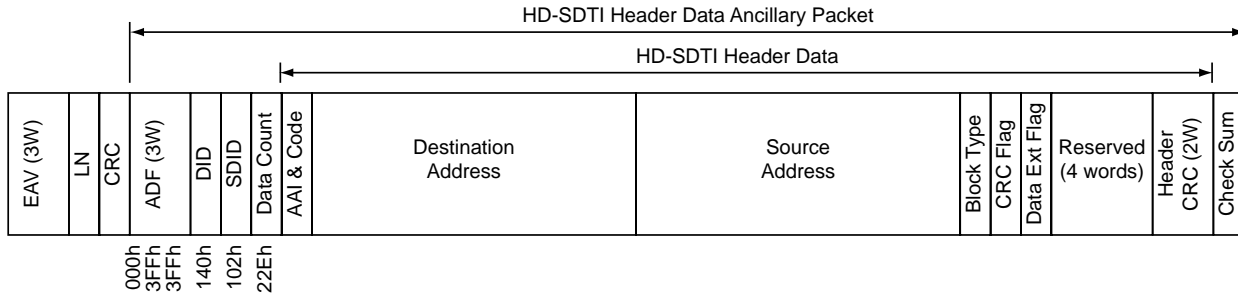 HD-SDTI Header Data Ancillary Packet
HD-SDTI Header Data
EAV (3W)
LN
CRC
ADF (3W)
DID
SDID
Data Count
AAI & Code
Destination
Address
Source
Address
Block Type
CRC Flag
Data Ext Flag
Reserved
(4 words)
Header
CRC (2W)
Check Sum
000h
3FFh
3FFh
140h
102h
22Eh